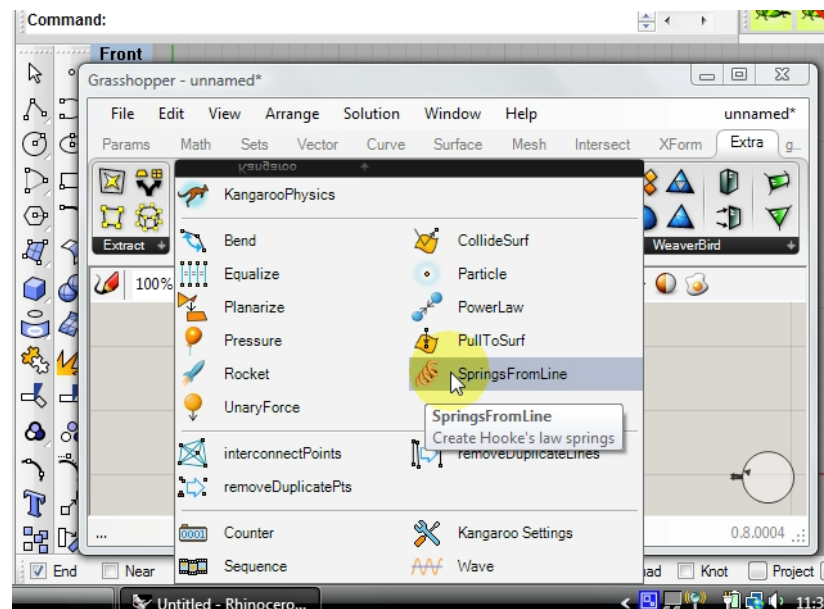 Command:
Front
Grasshopper - unnamed*
File Edit View Arrange Solution Window Help unnamed*
Params Math Sets Vector Curve Surface Mesh Intersect XForm Extra g...
Kangaroo
KangarooPhysics
Bend CollideSurf
Extract WeaverBird
Equalize Particle
100%
Planarize PowerLaw
Pressure PullToSurf
Rocket SpringsFromLine
UnaryForce
SpringsFromLine
Create Hooke's law springs
interconnectPoints removeDuplicateLines
removeDuplicatePts
0001 Counter Kangaroo Settings
... 0.8.0004
Sequence Wave
End Near Knot Project
Untitled - Rhinocero...